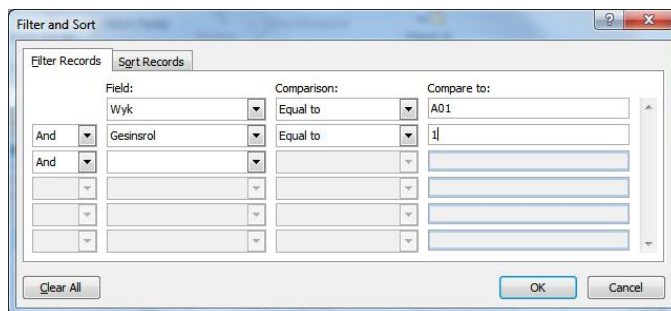 Filter and Sort
Filter Records Sort Records
Field: Comparison: Compare to:
Wyk Equal to A01
And Gesinsrol Equal to 1
And
Clear All OK Cancel